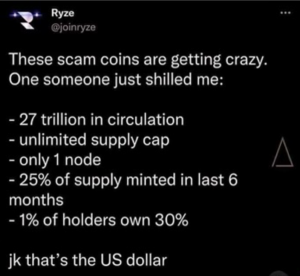 Ryze
@joinryze
These scam coins are getting crazy.
One someone just shilled me:
- 27 trillion in circulation
- unlimited supply cap
- only 1 node
- 25% of supply minted in last 6
months
- 1% of holders own 30%
jk that's the US dollar